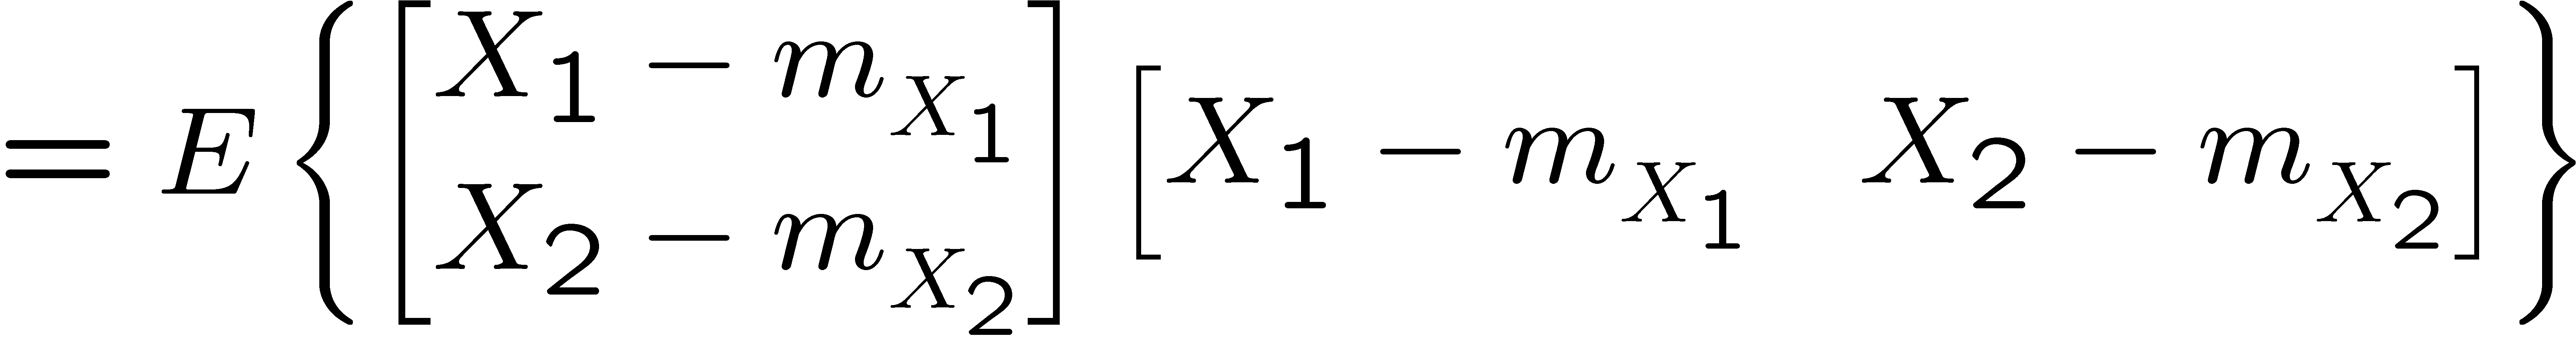 = E { [ X₁ − m_{X₁} ; X₂ − m_{X₂} ] [ X₁ − m_{X₁}   X₂ − m_{X₂} ] }